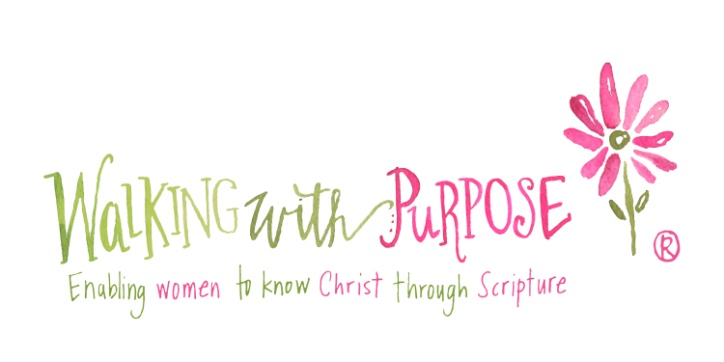 WaLKING with PuRPOSE ®
Enabling women to know Christ through Scripture